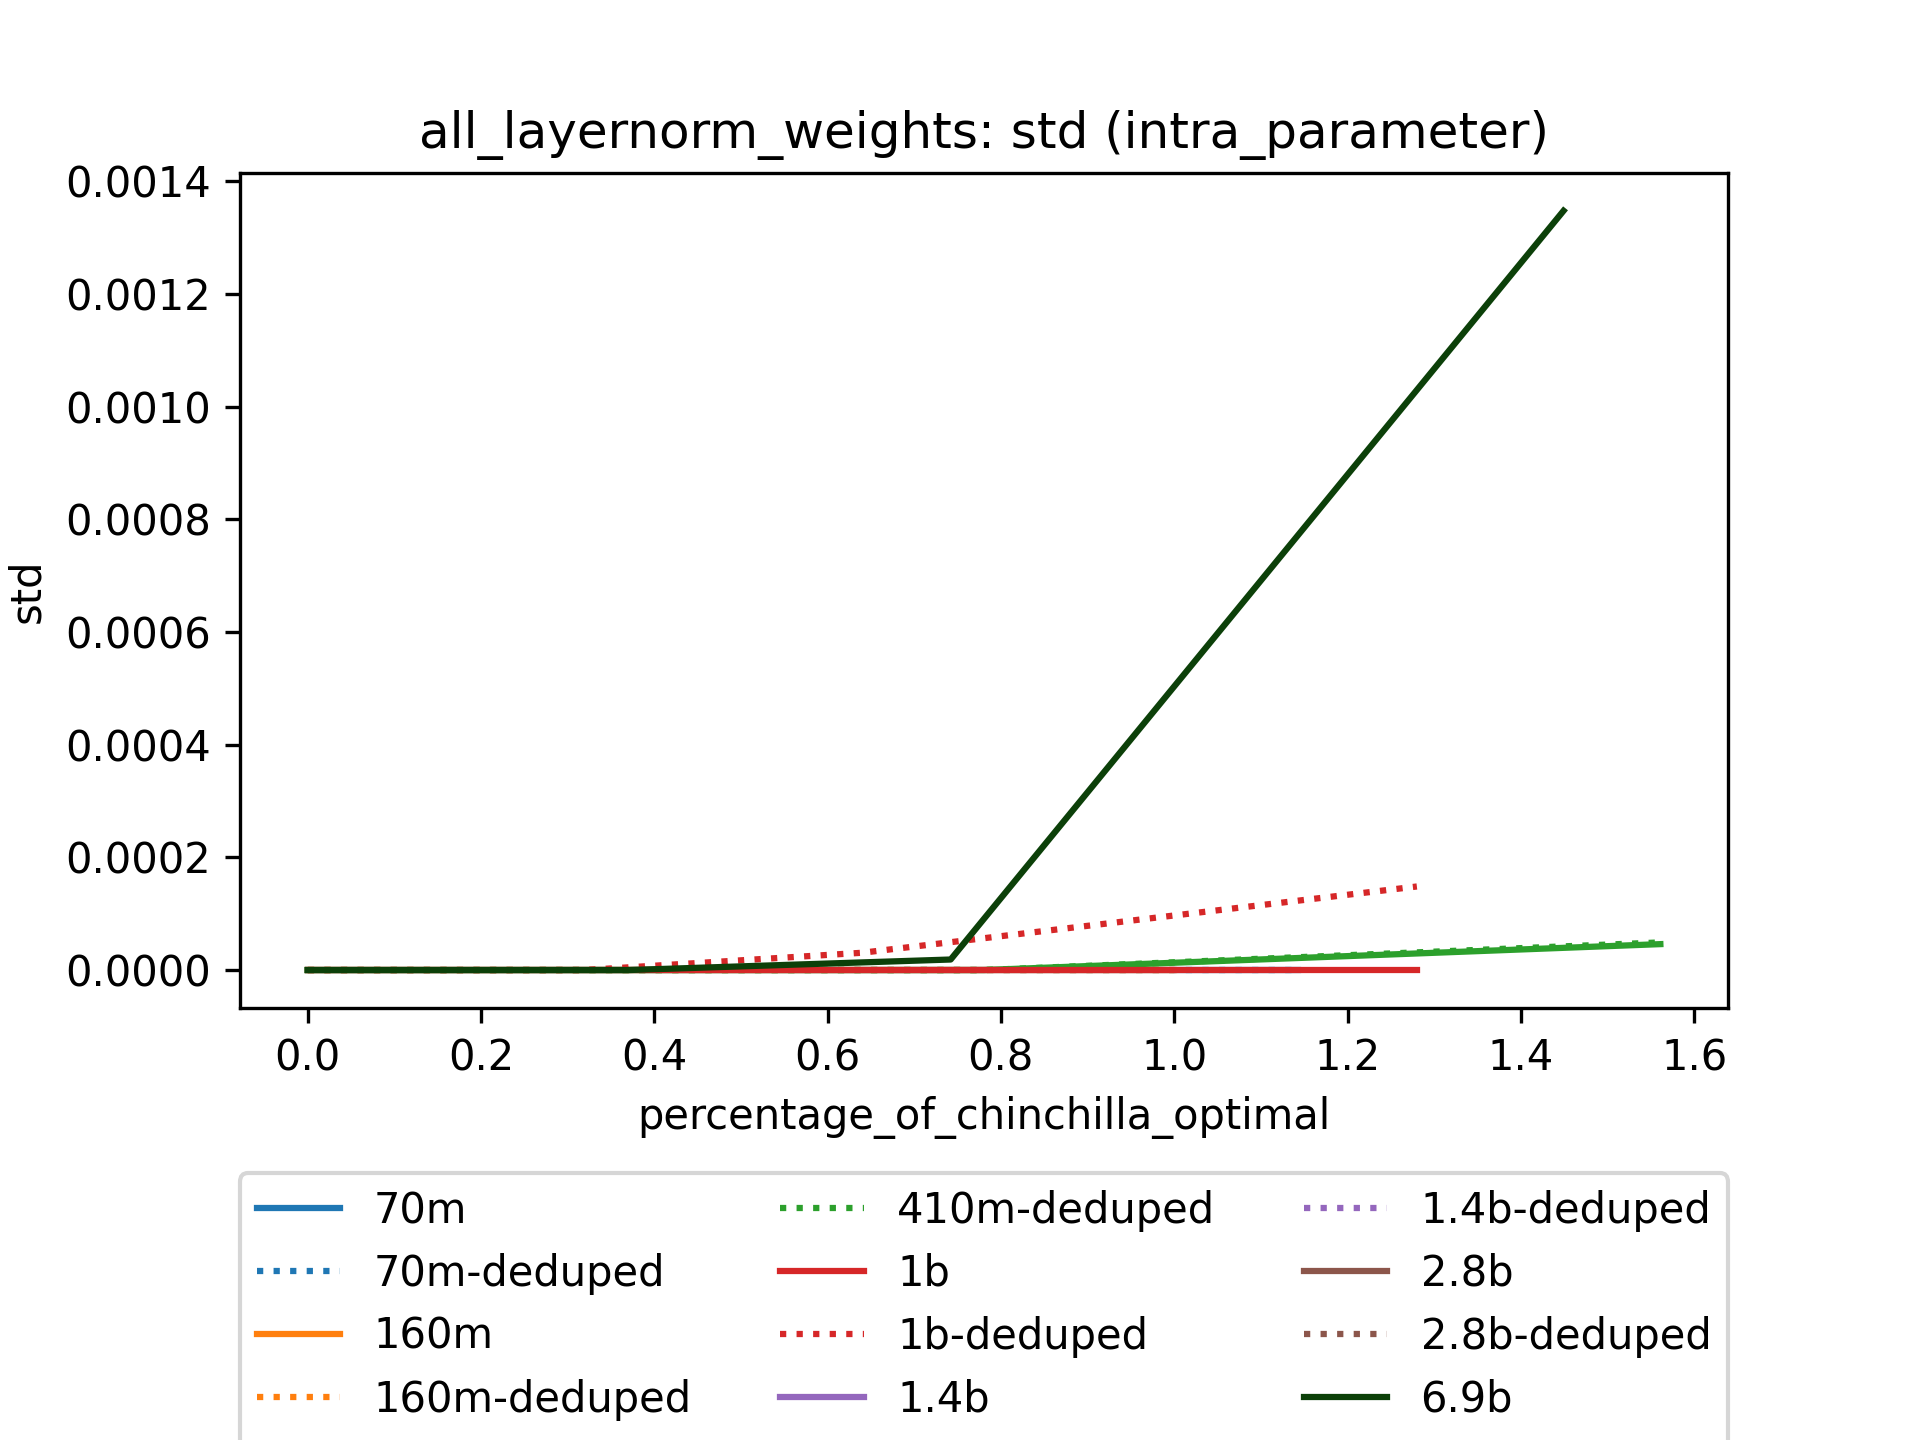 all_layernorm_weights: std (intra_parameter)
0.0014
0.0012
0.0010
0.0008
0.0006
0.0004
0.0002
0.0000
std
0.0 0.2 0.4 0.6 0.8 1.0 1.2 1.4 1.6
percentage_of_chinchilla_optimal
70m
70m-deduped
160m
160m-deduped
410m-deduped
1b
1b-deduped
1.4b
1.4b-deduped
2.8b
2.8b-deduped
6.9b